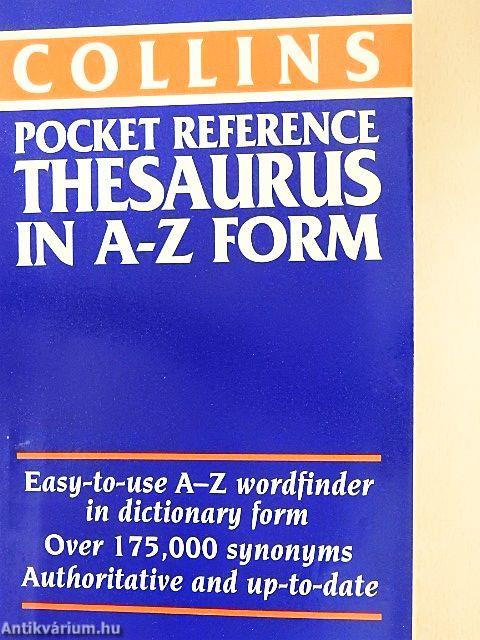 COLLINS
POCKET REFERENCE
THESAURUS
IN A-Z FORM
Easy-to-use A–Z wordfinder
in dictionary form
Over 175,000 synonyms
Authoritative and up-to-date
Antikvárium.hu